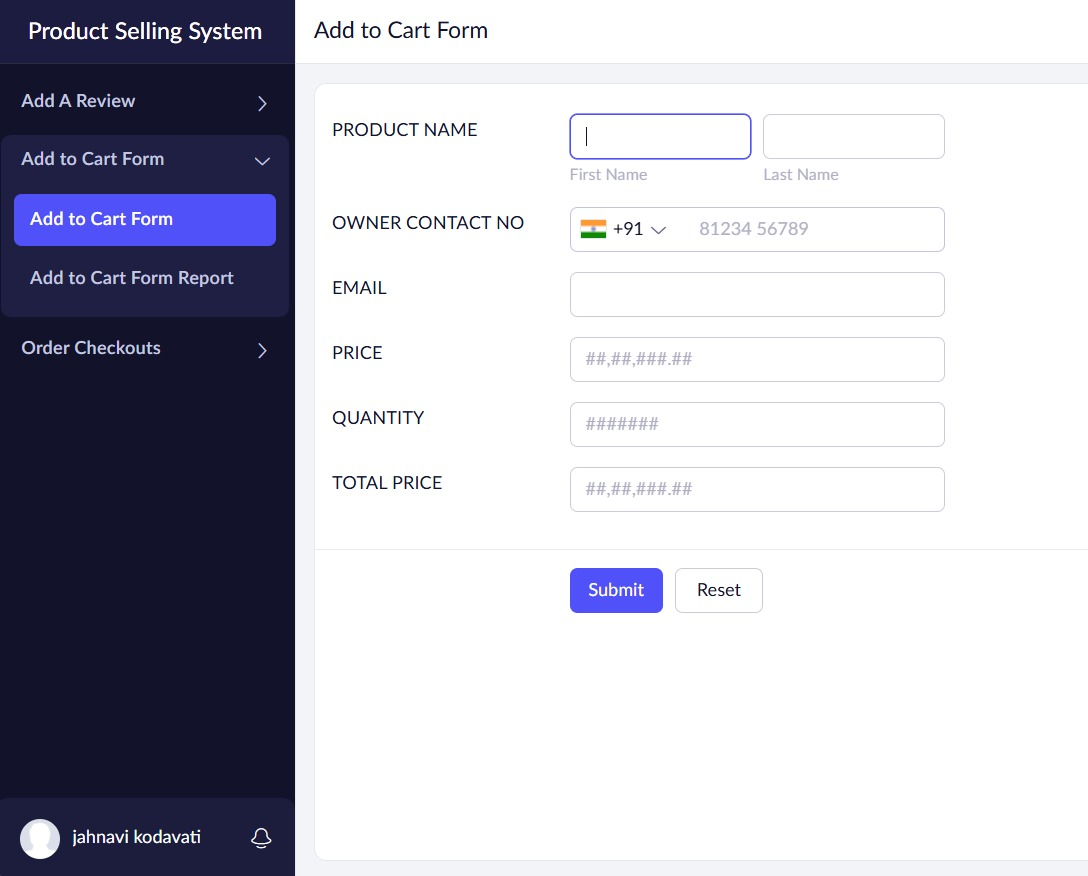 Product Selling System
Add to Cart Form
Add A Review
Add to Cart Form
Add to Cart Form
Add to Cart Form Report
Order Checkouts
jahnavi kodavati
PRODUCT NAME
First Name
Last Name
OWNER CONTACT NO
+91
81234 56789
EMAIL
PRICE
##,##,###.##
QUANTITY
#######
TOTAL PRICE
##,##,###.##
Submit
Reset